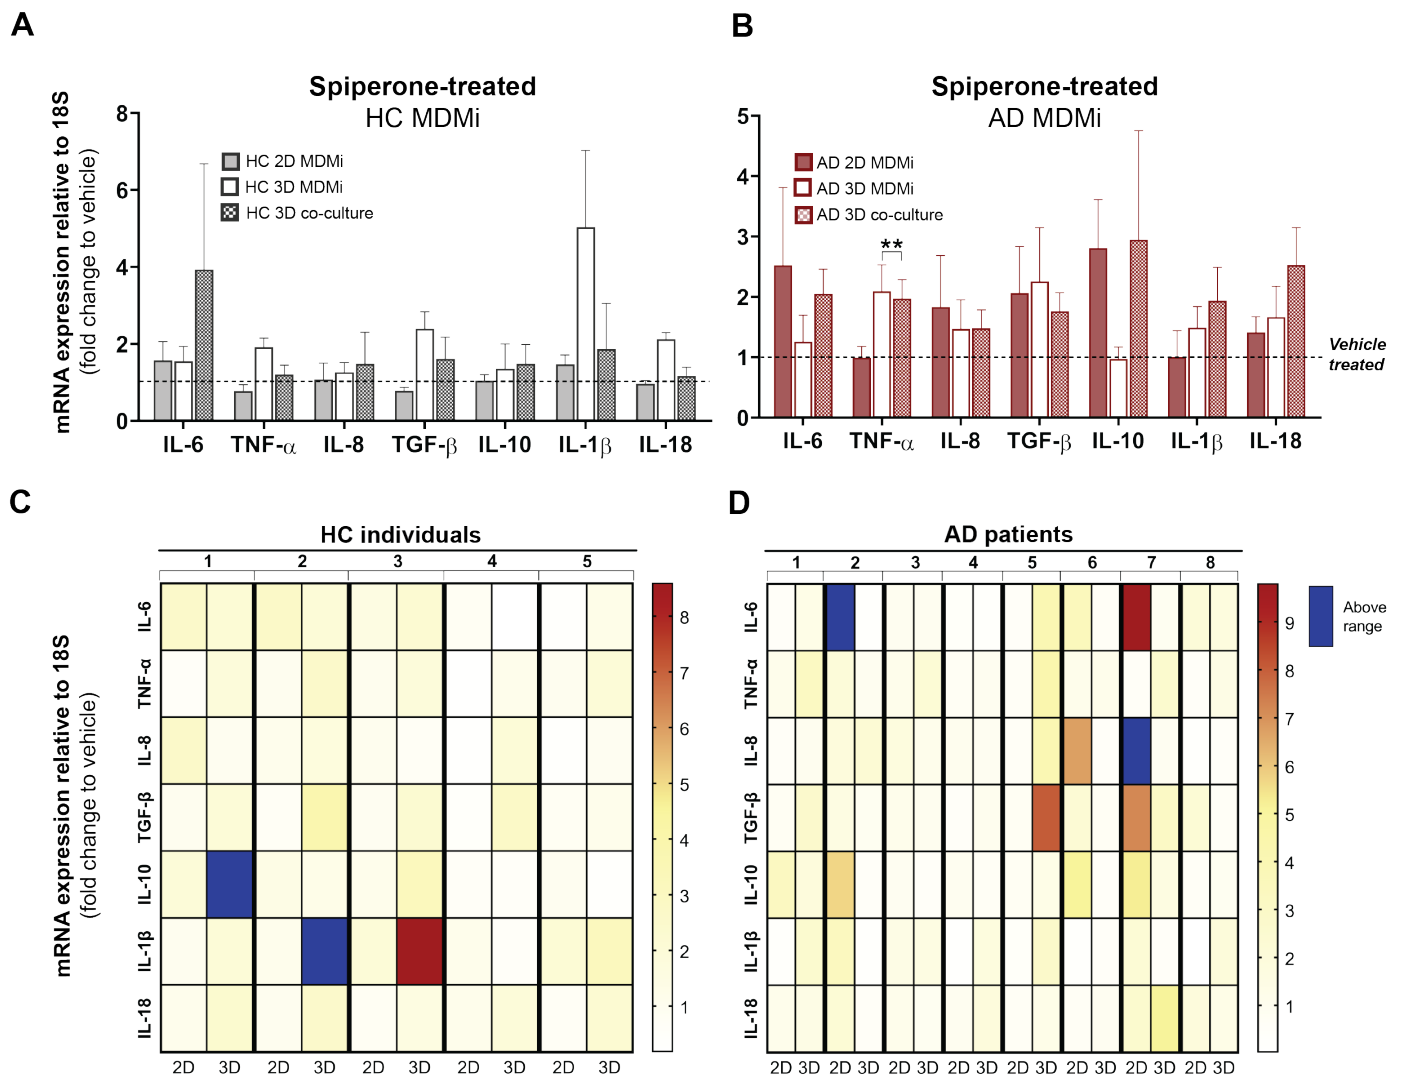 A
Spiperone-treated
HC MDMi
mRNA expression relative to 18S
(fold change to vehicle)
8
6
4
2
0
HC 2D MDMi
HC 3D MDMi
HC 3D co-culture
IL-6 TNF-α IL-8 TGF-β IL-10 IL-1β IL-18
B
Spiperone-treated
AD MDMi
5
4
3
2
1
0
AD 2D MDMi
AD 3D MDMi
AD 3D co-culture
**
Vehicle
treated
IL-6 TNF-α IL-8 TGF-β IL-10 IL-1β IL-18
C
HC individuals
1 2 3 4 5
mRNA expression relative to 18S
(fold change to vehicle)
IL-6
TNF-α
IL-8
TGF-β
IL-10
IL-1β
IL-18
2D 3D 2D 3D 2D 3D 2D 3D 2D 3D
8
7
6
5
4
3
2
1
D
AD patients
1 2 3 4 5 6 7 8
IL-6
TNF-α
IL-8
TGF-β
IL-10
IL-1β
IL-18
2D 3D 2D 3D 2D 3D 2D 3D 2D 3D 2D 3D 2D 3D 2D 3D
9
8
7
6
5
4
3
2
1
Above
range